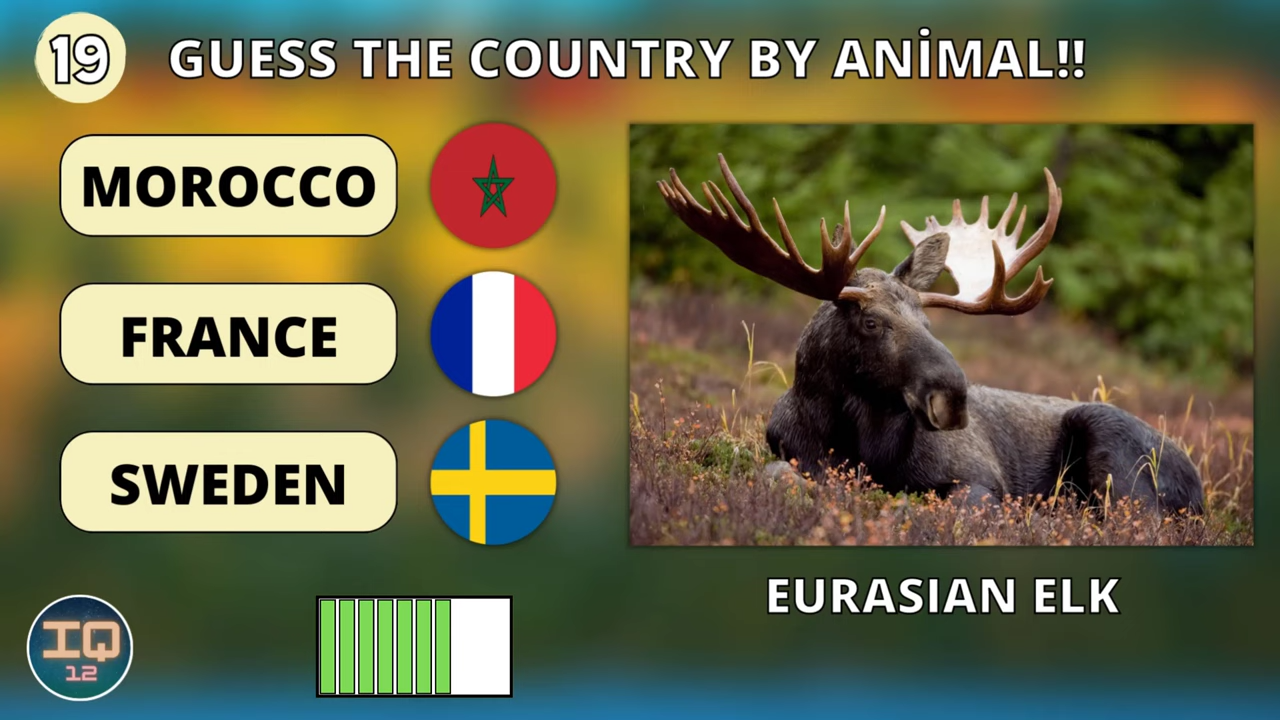 19
GUESS THE COUNTRY BY ANİMAL!!
MOROCCO
FRANCE
SWEDEN
EURASIAN ELK
IQ
12